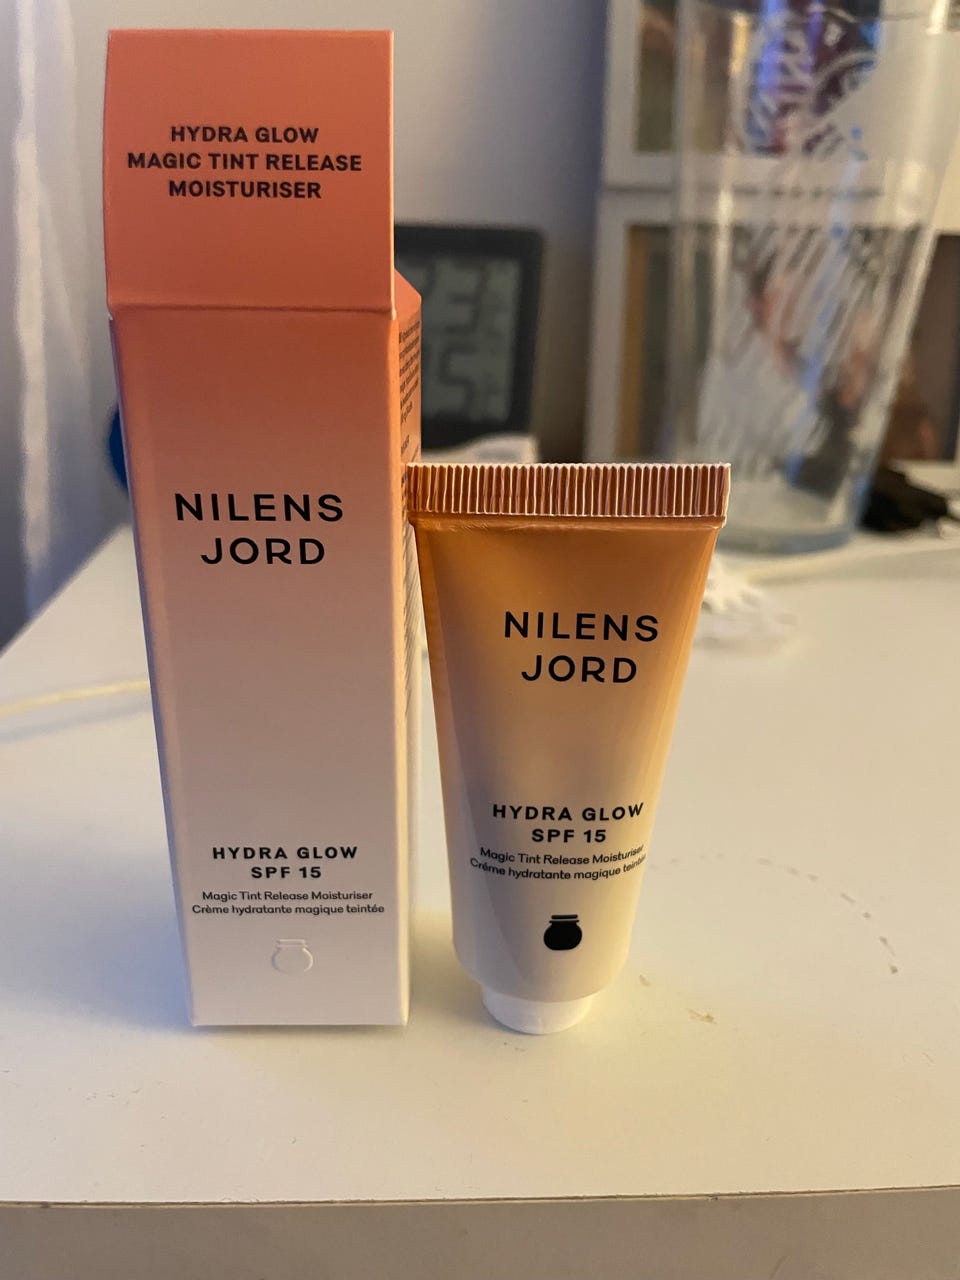 HYDRA GLOW
MAGIC TINT RELEASE
MOISTURISER
NILENS
JORD
HYDRA GLOW
SPF 15
Magic Tint Release Moisturiser
Crème hydratante magique teintée
NILENS
JORD
HYDRA GLOW
SPF 15
Magic Tint Release Moisturiser
Crème hydratante magique teintée